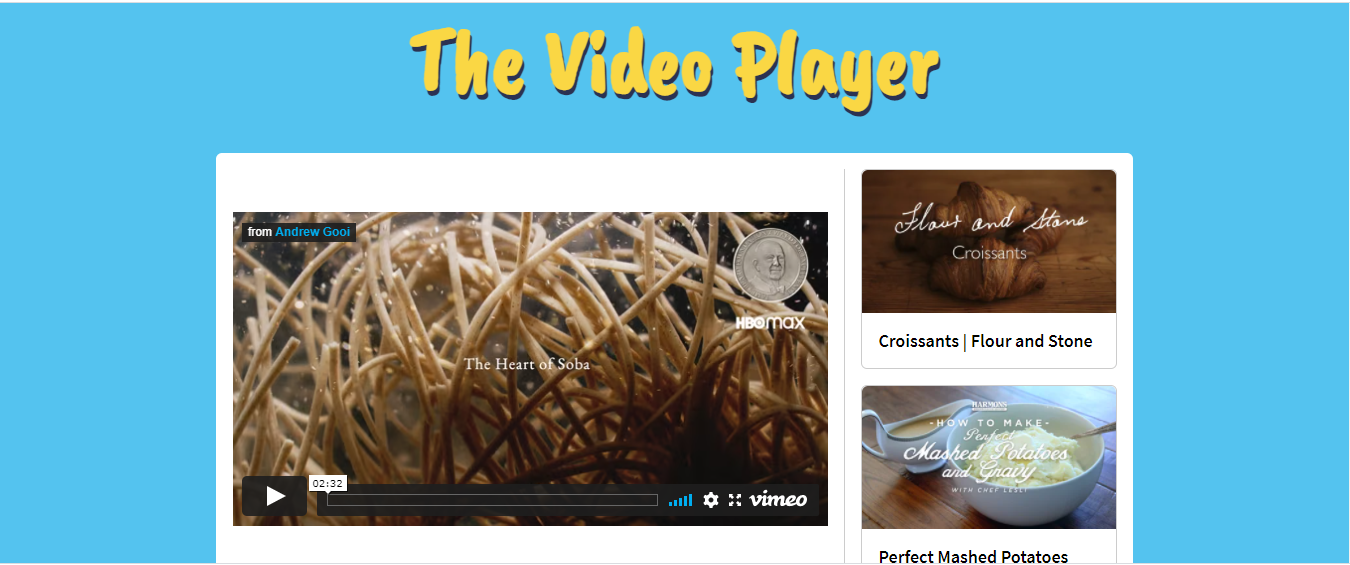 The Video Player
from Andrew Gooi
HBOmax
The Heart of Soba
02:32
vimeo
Flour and Stone
Croissants
Croissants | Flour and Stone
HARMONS
-HOW TO MAKE-
Perfect
Mashed Potatoes
and Gravy
WITH CHEF LESLI
Perfect Mashed Potatoes